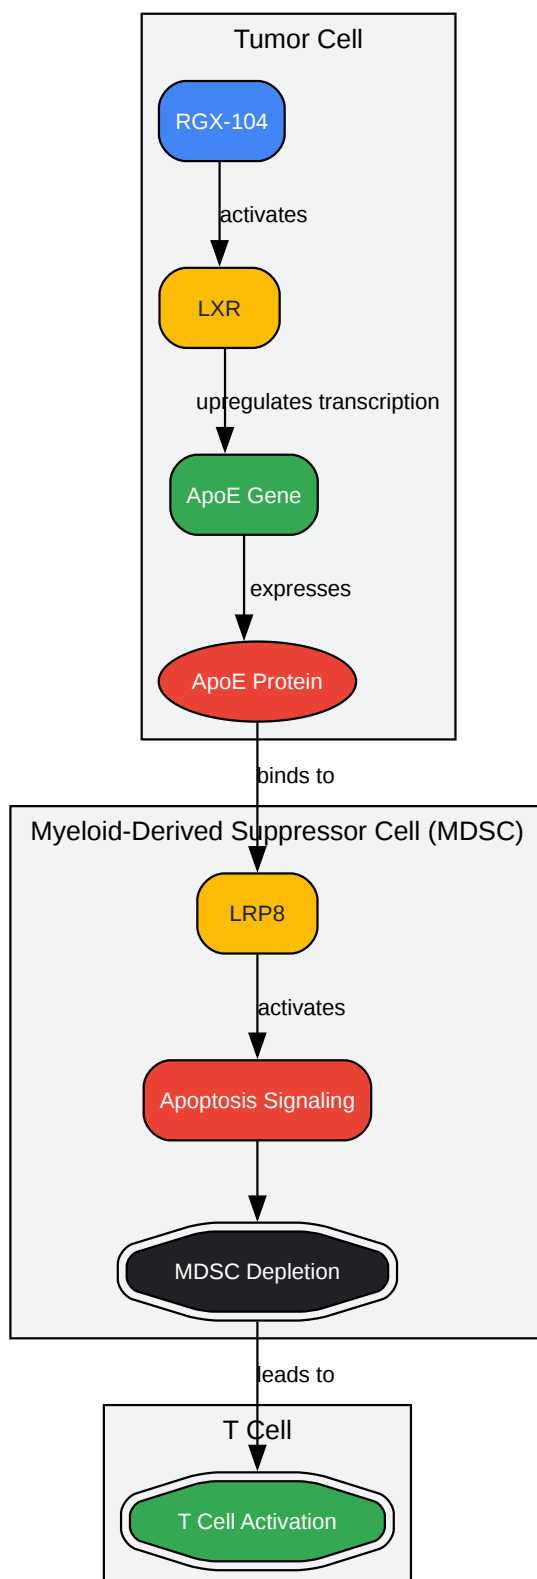 Tumor Cell
RGX-104
activates
LXR
upregulates transcription
ApoE Gene
expresses
ApoE Protein
binds to
Myeloid-Derived Suppressor Cell (MDSC)
LRP8
activates
Apoptosis Signaling
MDSC Depletion
leads to
T Cell
T Cell Activation